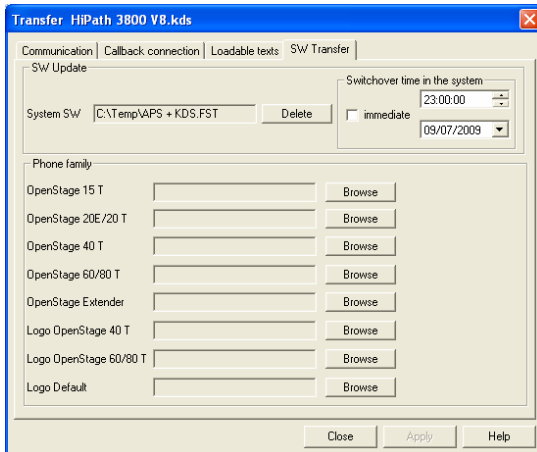 Transfer HiPath 3800 V8.kds
Communication Callback connection Loadable texts SW Transfer
SW Update
Switchover time in the system
System SW C:\Temp\APS + KDS.FST Delete immediate 23:00:00
09/07/2009
Phone family
OpenStage 15 T Browse
OpenStage 20E/20 T Browse
OpenStage 40 T Browse
OpenStage 60/80 T Browse
OpenStage Extender Browse
Logo OpenStage 40 T Browse
Logo OpenStage 60/80 T Browse
Logo Default Browse
Close Apply Help